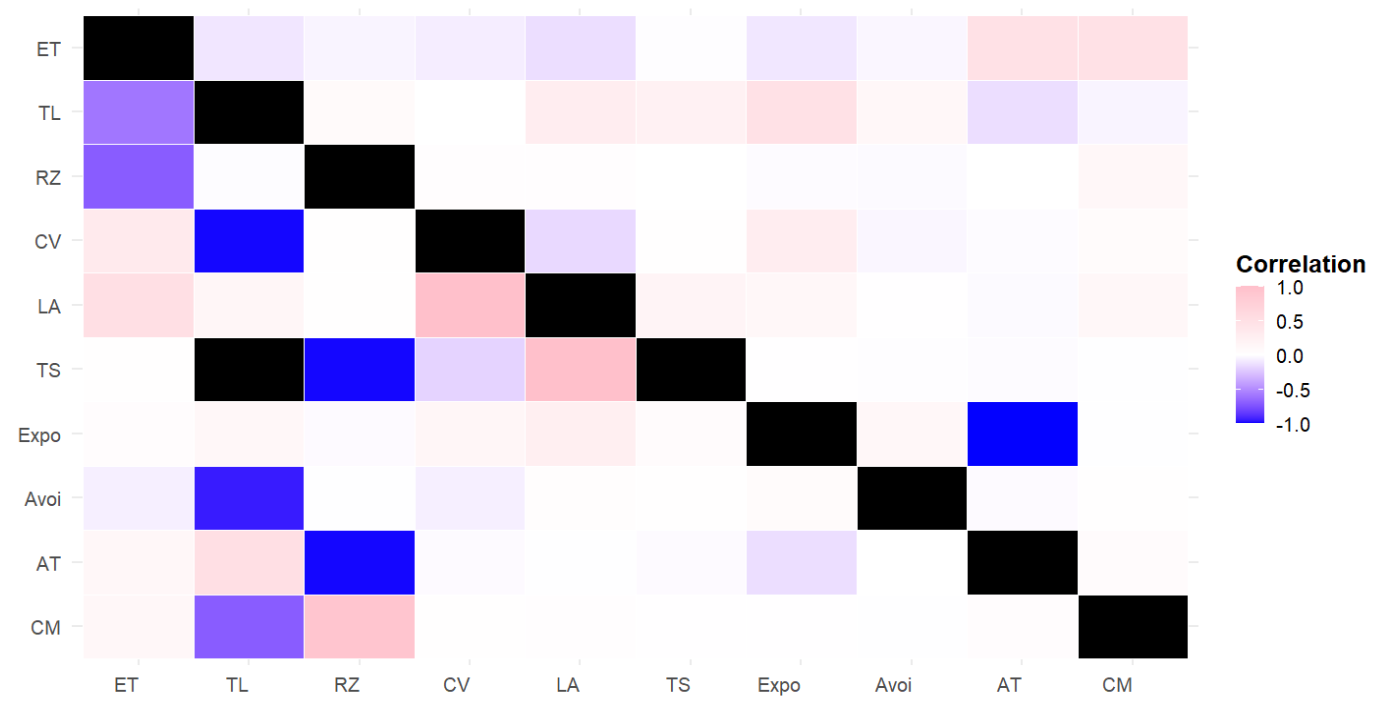 ET
TL
RZ
CV
LA
TS
Expo
Avoi
AT
CM
ET TL RZ CV LA TS Expo Avoi AT CM
Correlation
1.0
0.5
0.0
-0.5
-1.0